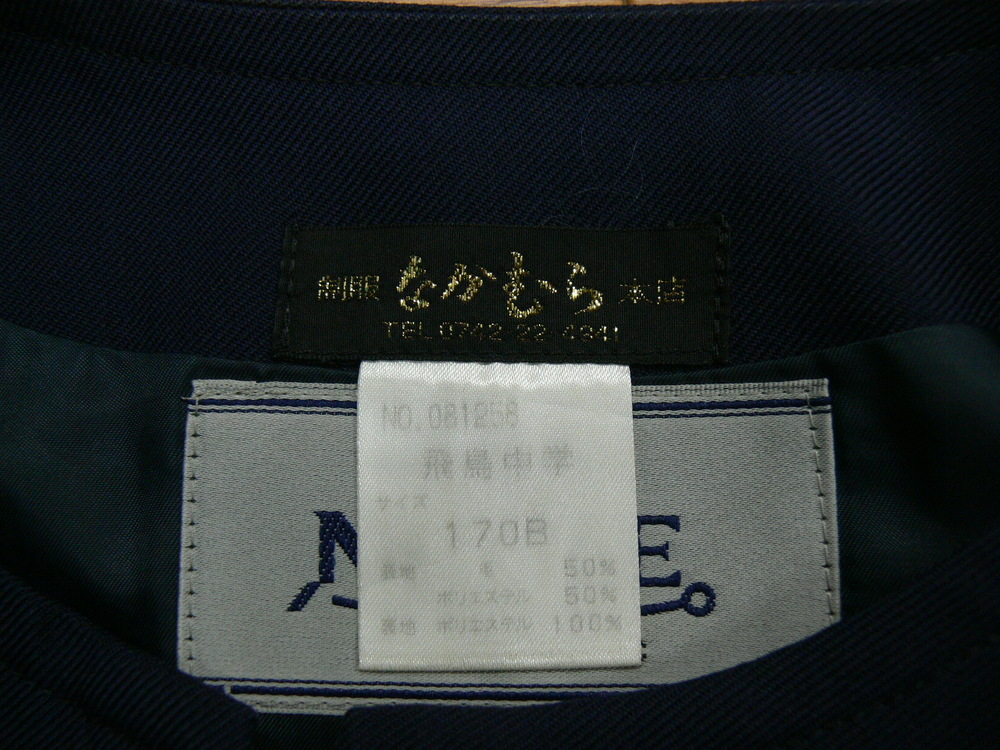 制服 なかむら 本店
TEL.0742-22-4341
NO.081258
飛鳥中学
サイズ
170B
N E
表地 毛 50%
ポリエステル 50%
裏地 ポリエステル 100%